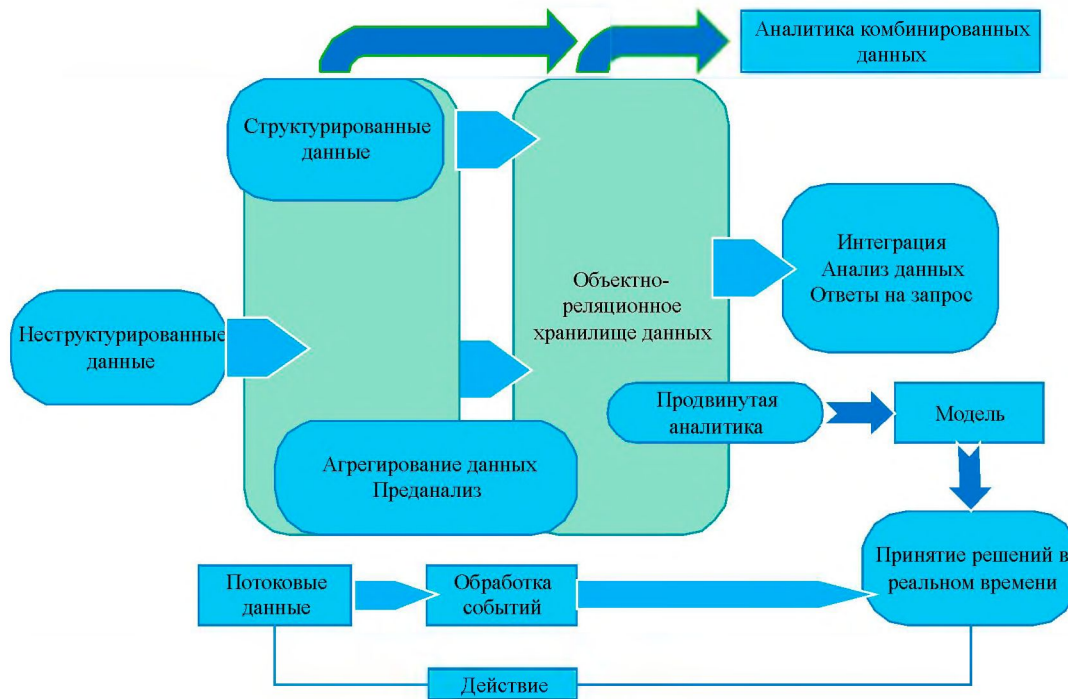 Аналитика комбинированных
данных
Структурированные
данные
Интеграция
Анализ данных
Ответы на запрос
Объектно-
реляционное
хранилище данных
Неструктурированные
данные
Продвинутая
аналитика
Модель
Агрегирование данных
Преданализ
Принятие решений в
реальном времени
Потоковые
данные
Обработка
событий
Действие